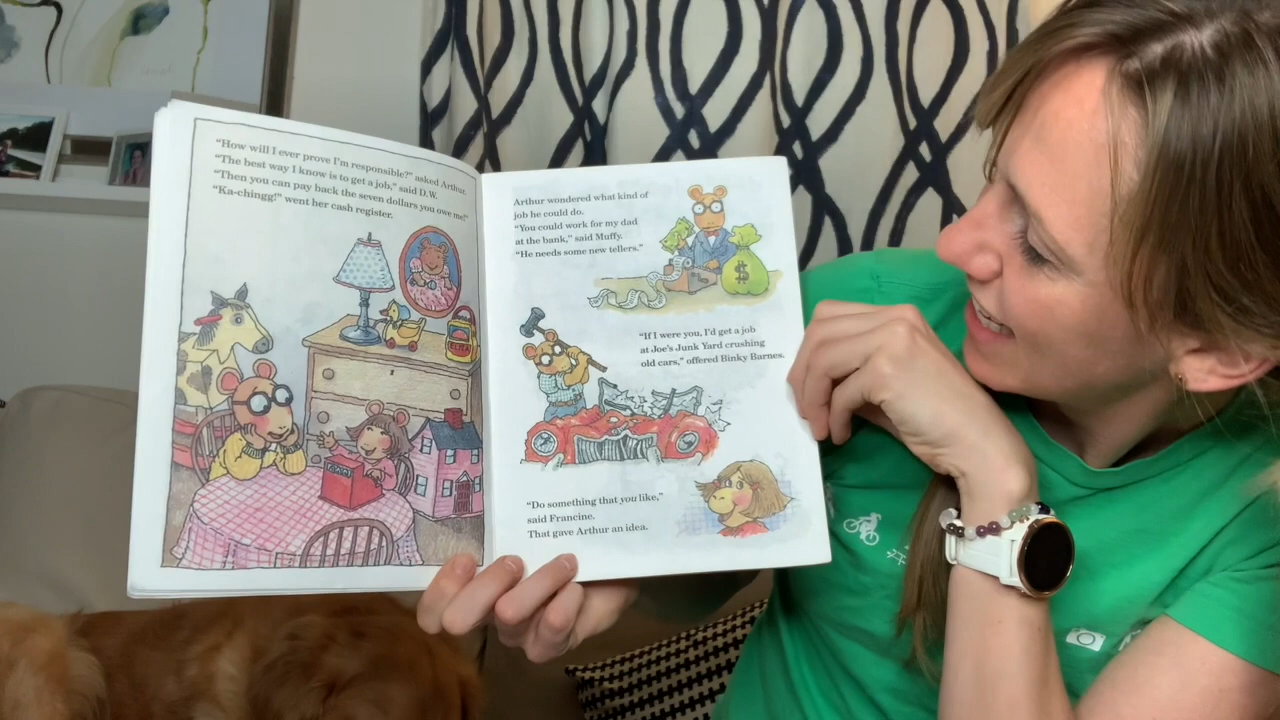 "How will I ever prove I'm responsible?" asked Arthur.
"The best way I know is to get a job," said D.W.
"Then you can pay back the seven dollars you owe me!"
"Ka-chingg!" went her cash register.
Arthur wondered what kind of
job he could do.
"You could work for my dad
at the bank," said Muffy.
"He needs some new tellers."
$
"If I were you, I'd get a job
at Joe's Junk Yard crushing
old cars," offered Binky Barnes.
"Do something that you like,"
said Francine.
That gave Arthur an idea.